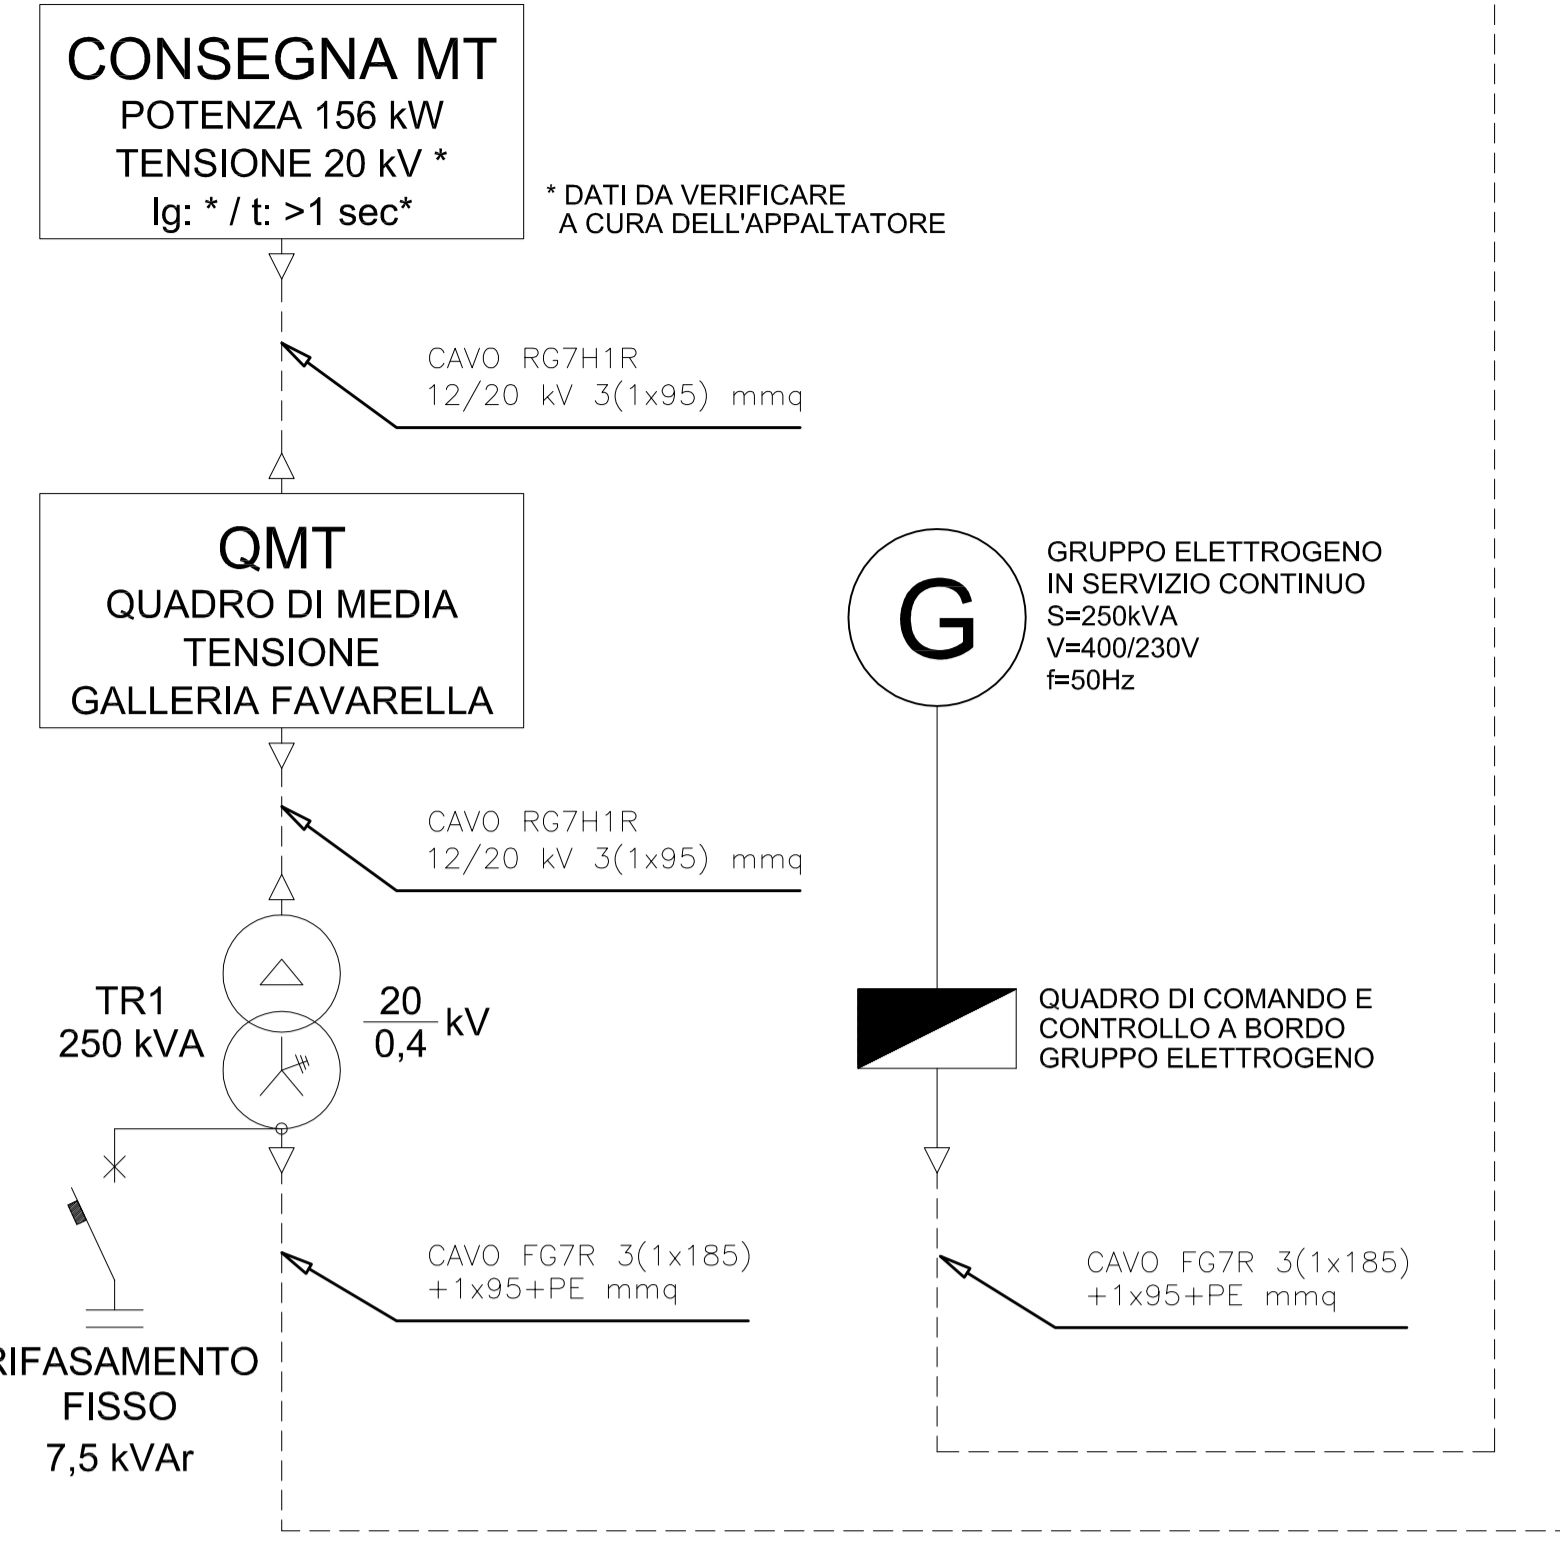 CONSEGNA MT
POTENZA 156 kW
TENSIONE 20 kV *
Ig: * / t: >1 sec*
* DATI DA VERIFICARE
A CURA DELL'APPALTATORE
CAVO RG7H1R
12/20 kV 3(1x95) mmq
QMT
QUADRO DI MEDIA
TENSIONE
GALLERIA FAVARELLA
G
GRUPPO ELETTROGENO
IN SERVIZIO CONTINUO
S=250kVA
V=400/230V
f=50Hz
CAVO RG7H1R
12/20 kV 3(1x95) mmq
TR1
250 kVA
20
0,4
kV
QUADRO DI COMANDO E
CONTROLLO A BORDO
GRUPPO ELETTROGENO
CAVO FG7R 3(1x185)
+1x95+PE mmq
CAVO FG7R 3(1x185)
+1x95+PE mmq
RIFASAMENTO
FISSO
7,5 kVAr